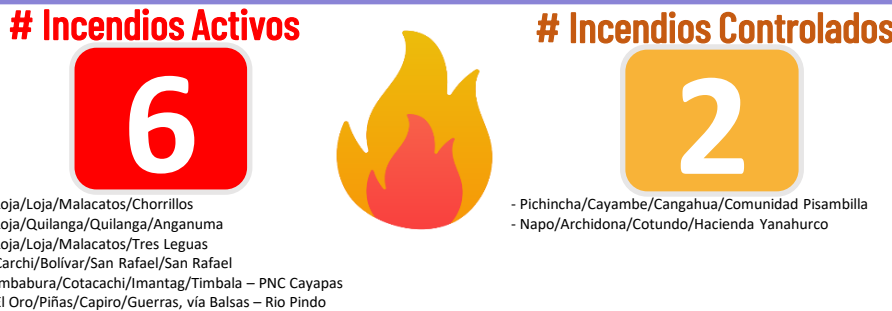 # Incendios Activos
6
oja/Loja/Malacatos/Chorrillos
oja/Quilanga/Quilanga/Anganuma
oja/Loja/Malacatos/Tres Leguas
Carchi/Bolívar/San Rafael/San Rafael
mbabura/Cotacachi/Imantag/Timbala – PNC Cayapas
El Oro/Piñas/Capiro/Guerras, vía Balsas – Rio Pindo
# Incendios Controlados
2
- Pichincha/Cayambe/Cangahua/Comunidad Pisambilla
- Napo/Archidona/Cotundo/Hacienda Yanahurco